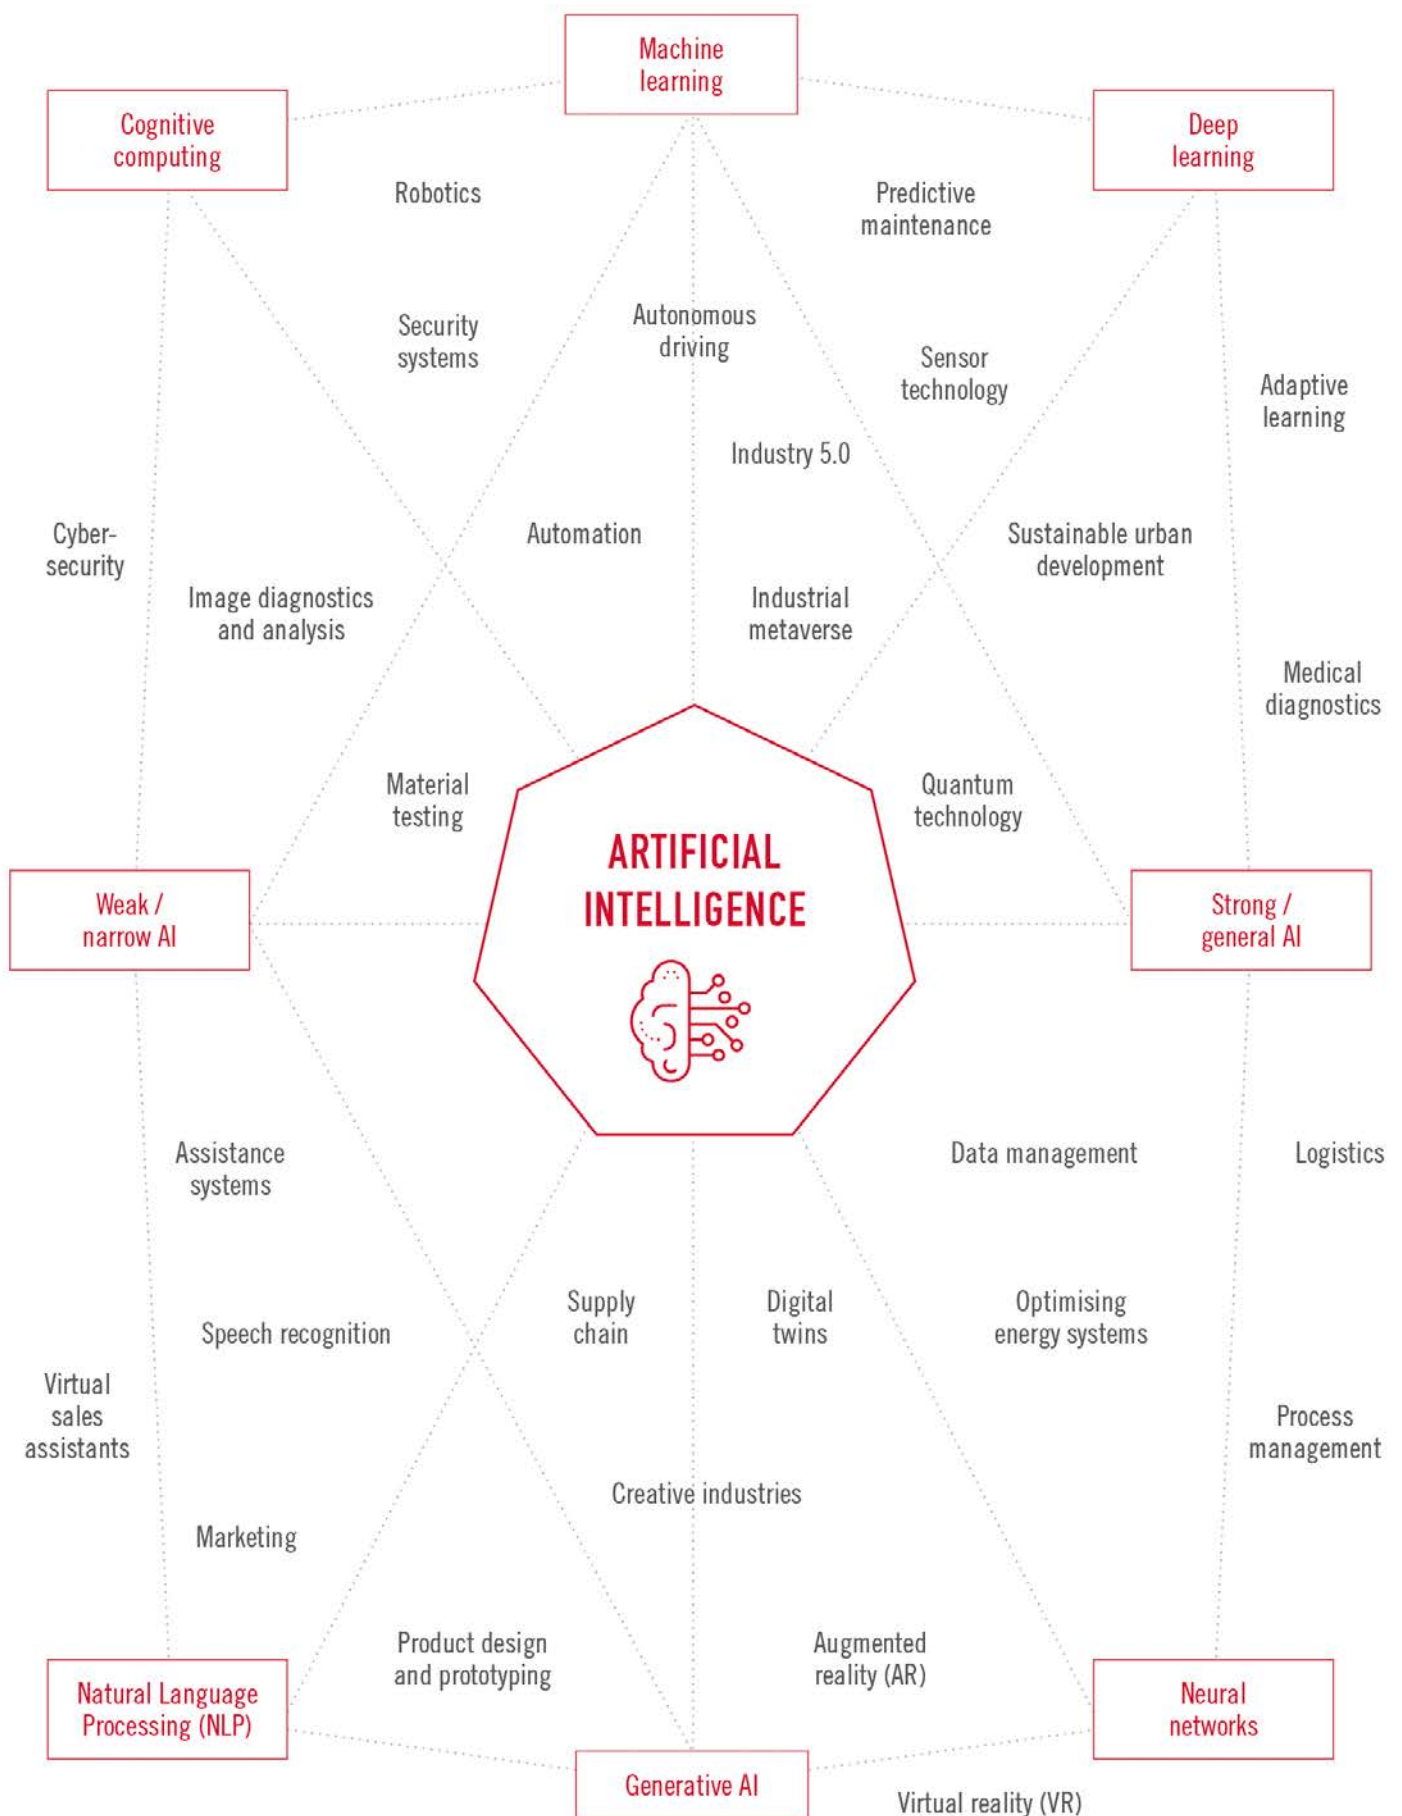 Machine
learning
Cognitive
computing
Deep
learning
Robotics
Predictive
maintenance
Security
systems
Autonomous
driving
Sensor
technology
Adaptive
learning
Industry 5.0
Cyber-
security
Automation
Sustainable urban
development
Image diagnostics
and analysis
Industrial
metaverse
Medical
diagnostics
Material
testing
Quantum
technology
ARTIFICIAL
INTELLIGENCE
Weak /
narrow AI
Strong /
general AI
Assistance
systems
Data management
Logistics
Speech recognition
Supply
chain
Digital
twins
Optimising
energy systems
Virtual
sales
assistants
Process
management
Creative industries
Marketing
Product design
and prototyping
Augmented
reality (AR)
Natural Language
Processing (NLP)
Neural
networks
Generative AI
Virtual reality (VR)